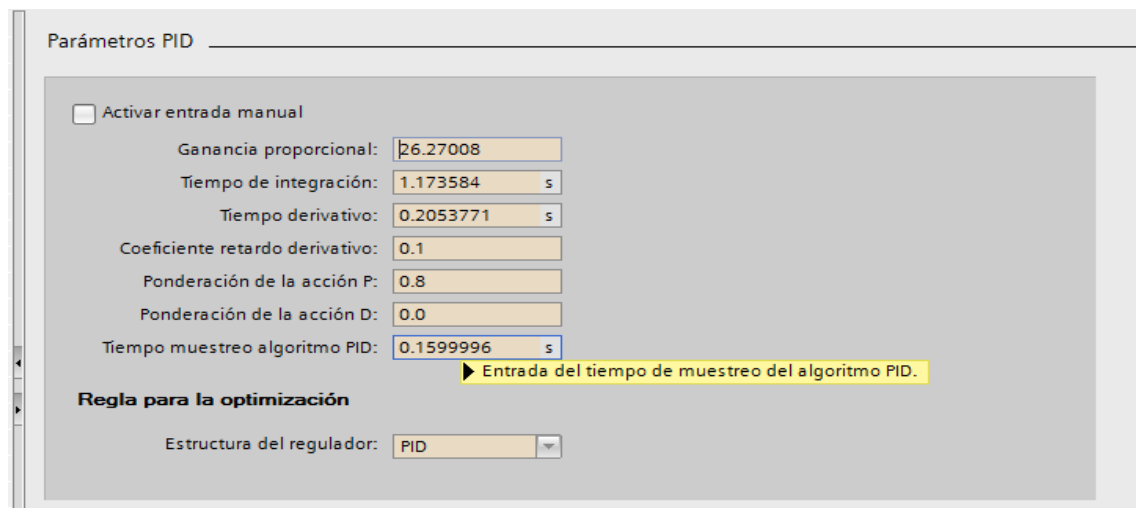 Parámetros PID
Activar entrada manual
Ganancia proporcional: 26.27008
Tiempo de integración: 1.173584 s
Tiempo derivativo: 0.2053771 s
Coeficiente retardo derivativo: 0.1
Ponderación de la acción P: 0.8
Ponderación de la acción D: 0.0
Tiempo muestreo algoritmo PID: 0.1599996 s
Entrada del tiempo de muestreo del algoritmo PID.
Regla para la optimización
Estructura del regulador: PID